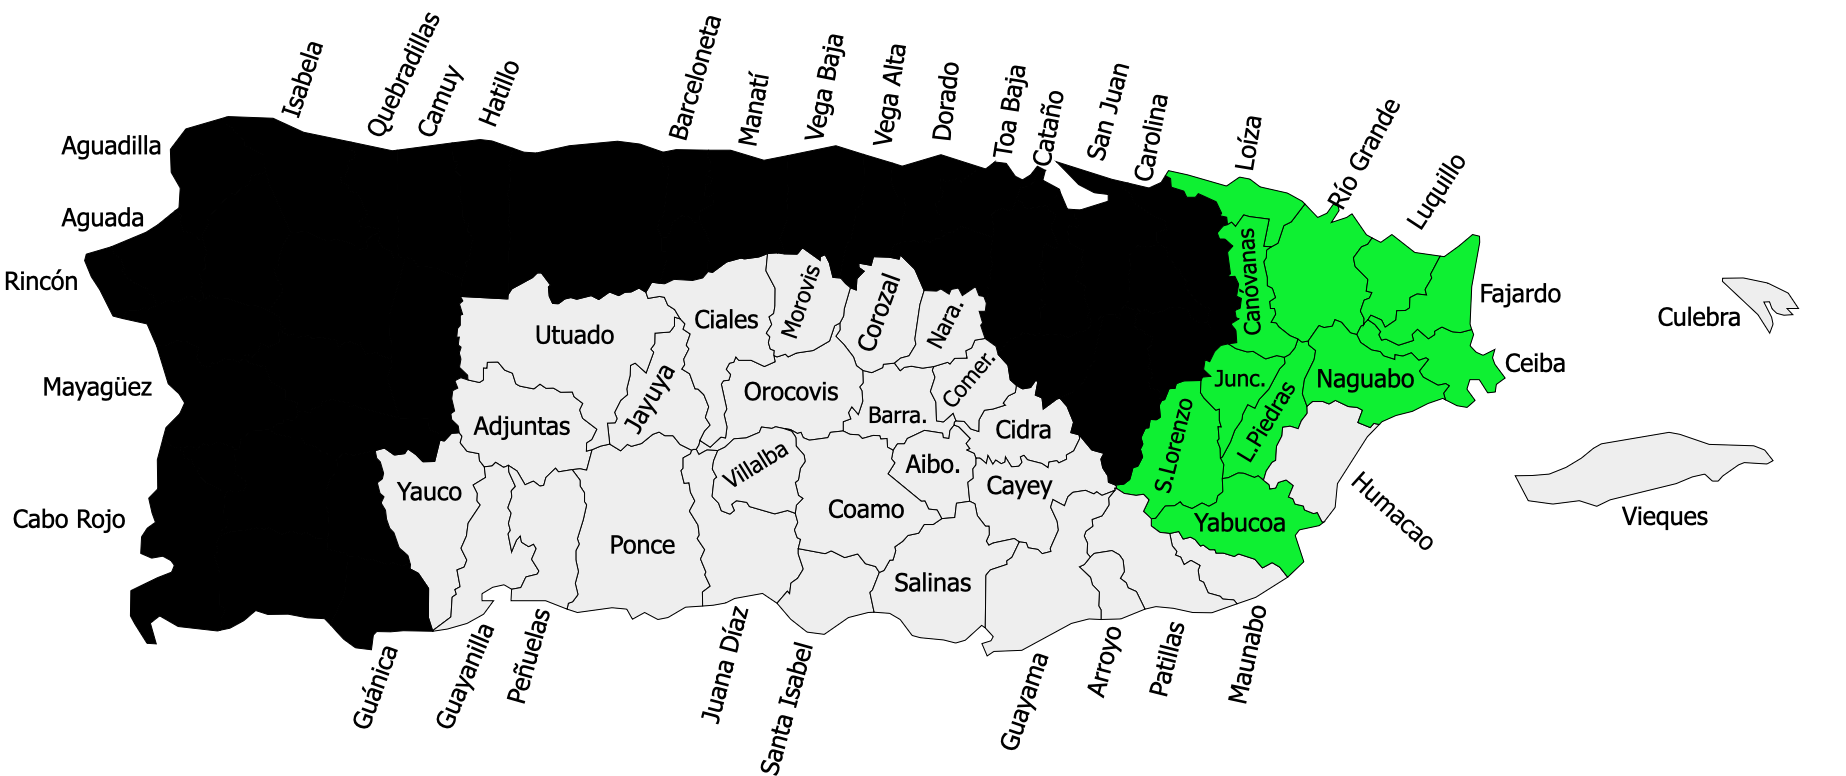 Isabela
Quebradillas
Camuy
Hatillo
Barceloneta
Manatí
Vega Baja
Vega Alta
Dorado
Toa Baja
Cataño
San Juan
Carolina
Loíza
Río Grande
Luquillo
Aguadilla
Aguada
Rincón
Mayagüez
Cabo Rojo
Fajardo
Ceiba
Culebra
Vieques
Humacao
Canóvanas
Morovis
Corozal
Nara.
Ciales
Utuado
Jayuya
Orocovis
Comer.
Barra.
Cidra
Adjuntas
Junc.
Naguabo
L.Piedras
S.Lorenzo
Villalba
Aibo.
Cayey
Yauco
Coamo
Yabucoa
Ponce
Salinas
Guánica
Guayanilla
Peñuelas
Juana Díaz
Santa Isabel
Guayama
Arroyo
Patillas
Maunabo